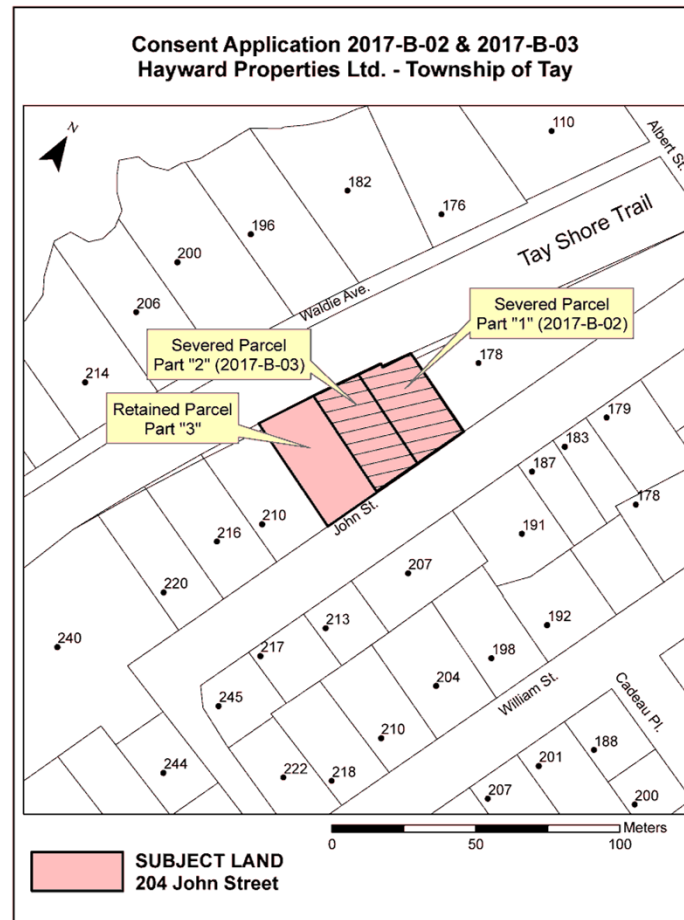 Consent Application 2017-B-02 & 2017-B-03
Hayward Properties Ltd. - Township of Tay
N
110
Albert St.
182
176
196
200
Tay Shore Trail
206
Waldie Ave.
Severed Parcel
Part "1" (2017-B-02)
Severed Parcel
Part "2" (2017-B-03)
178
214
Retained Parcel
Part "3"
179
183
187
178
210
216
John St.
191
207
220
213
192
240
217
198
204
245
William St.
Cadeau Pl.
210
188
201
244
222
218
207
200
Meters
0
50
100
SUBJECT LAND
204 John Street